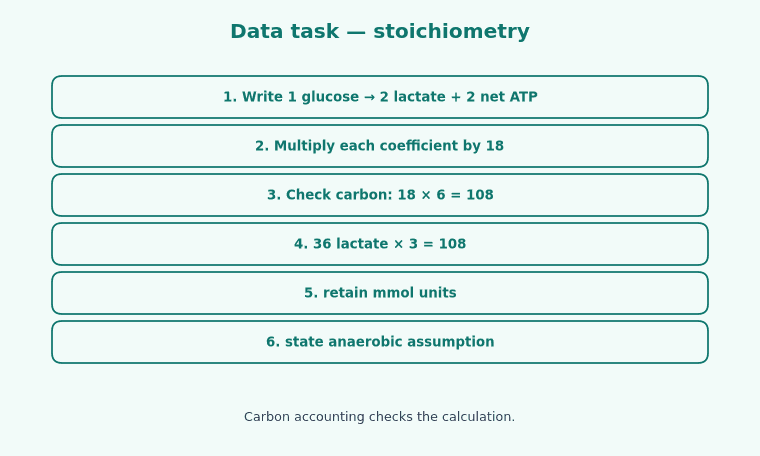 Data task — stoichiometry
1. Write 1 glucose → 2 lactate + 2 net ATP
2. Multiply each coefficient by 18
3. Check carbon: 18 × 6 = 108
4. 36 lactate × 3 = 108
5. retain mmol units
6. state anaerobic assumption
Carbon accounting checks the calculation.